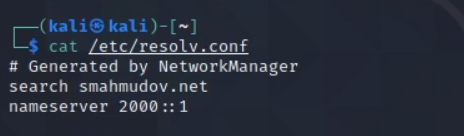 ┌──(kali㉿kali)-[~]
└─$ cat /etc/resolv.conf
# Generated by NetworkManager
search smahmudov.net
nameserver 2000::1